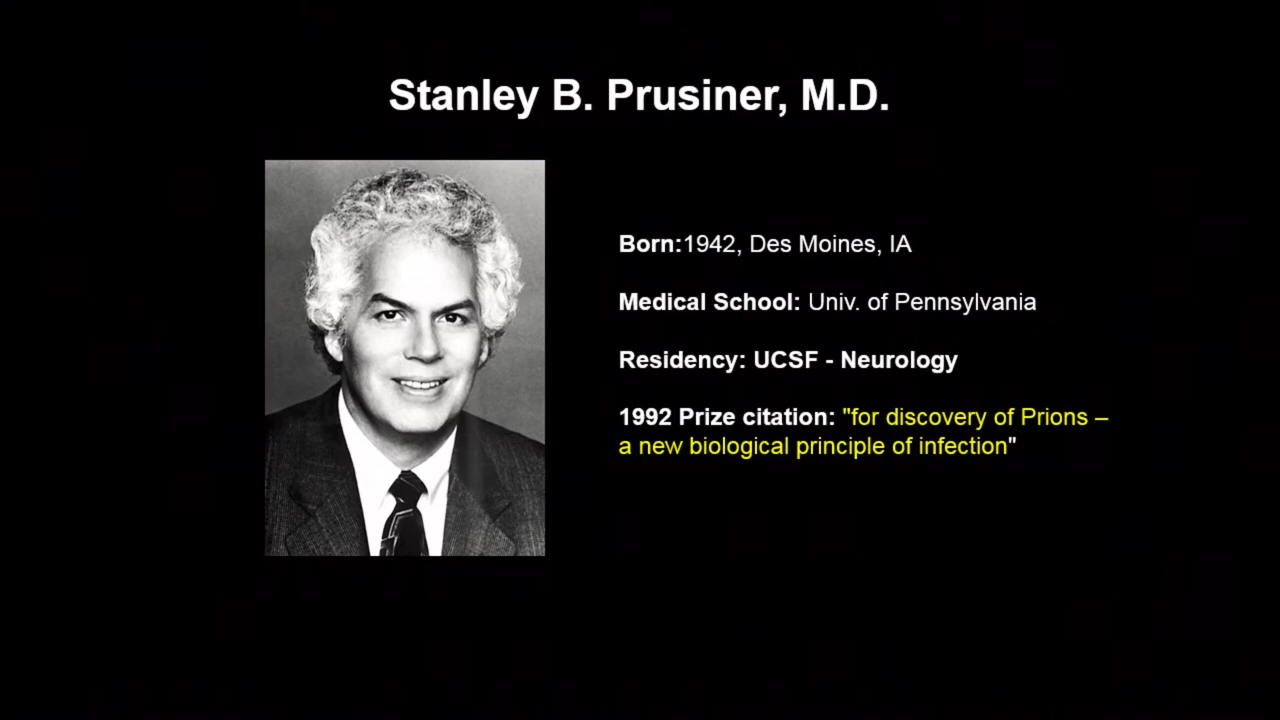 Stanley B. Prusiner, M.D.
Born:1942, Des Moines, IA
Medical School: Univ. of Pennsylvania
Residency: UCSF - Neurology
1992 Prize citation: "for discovery of Prions –
a new biological principle of infection"